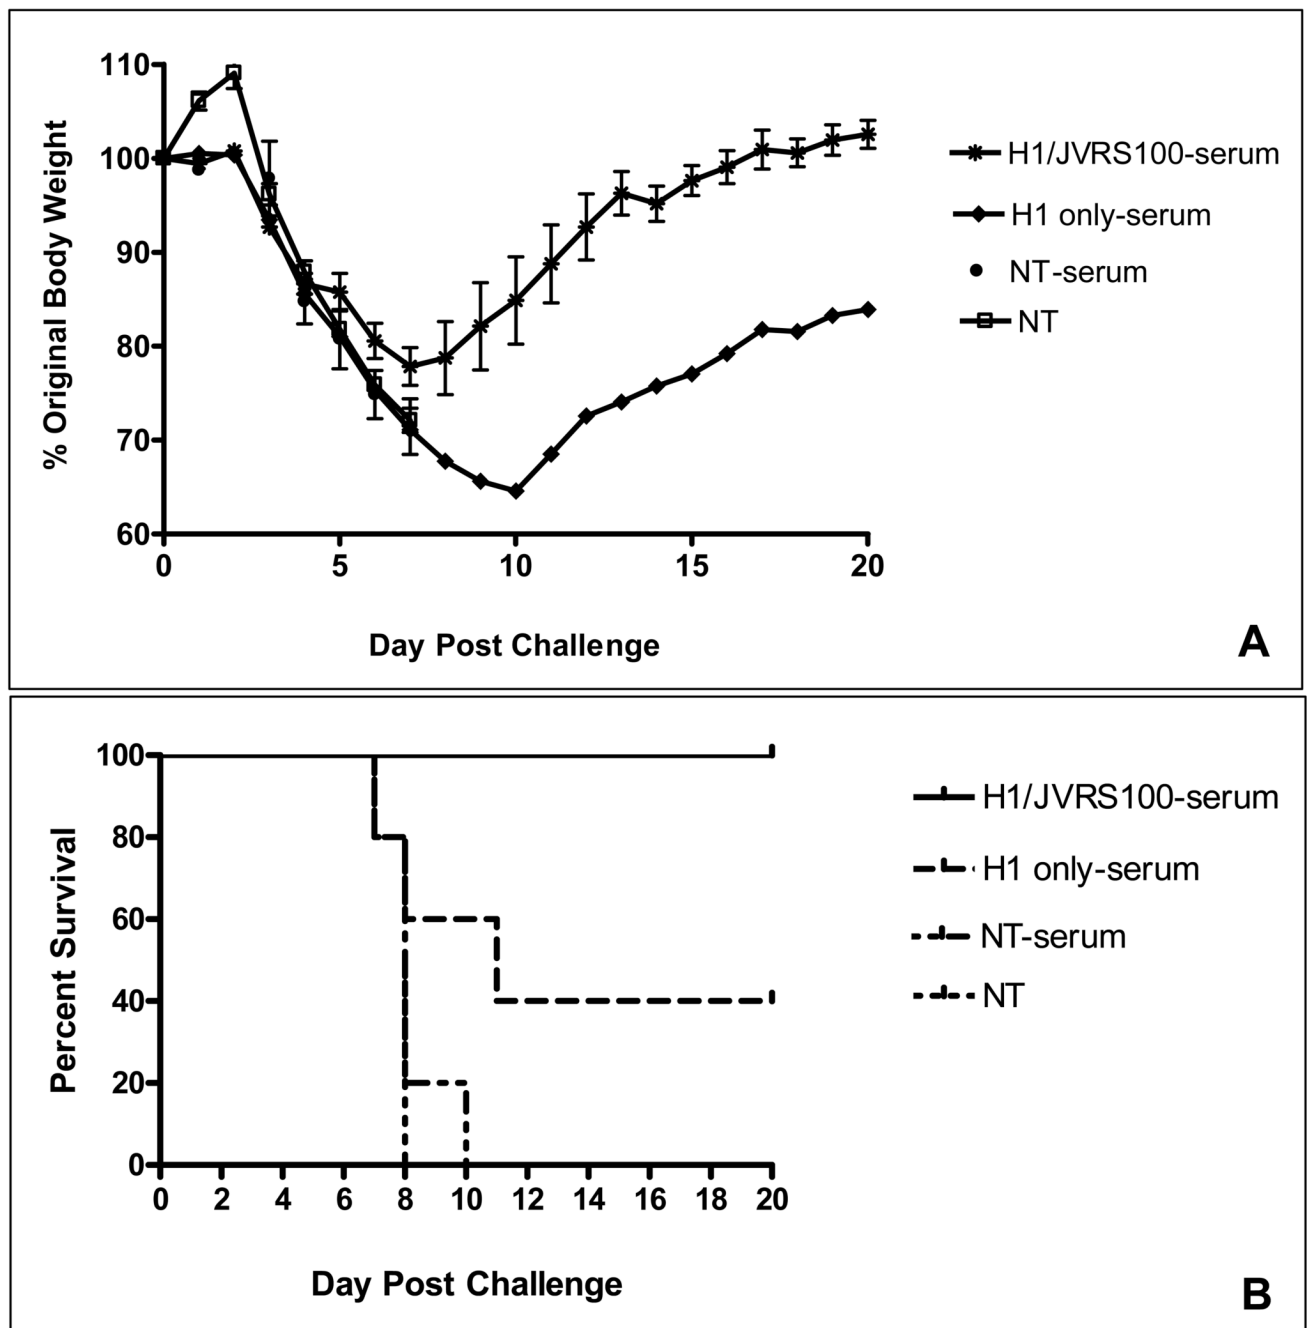 110
100
90
80
70
60
% Original Body Weight
0 5 10 15 20
Day Post Challenge
H1/JVRS100-serum
H1 only-serum
NT-serum
NT
A
100
80
60
40
20
0
Percent Survival
0 2 4 6 8 10 12 14 16 18 20
Day Post Challenge
H1/JVRS100-serum
H1 only-serum
NT-serum
NT
B